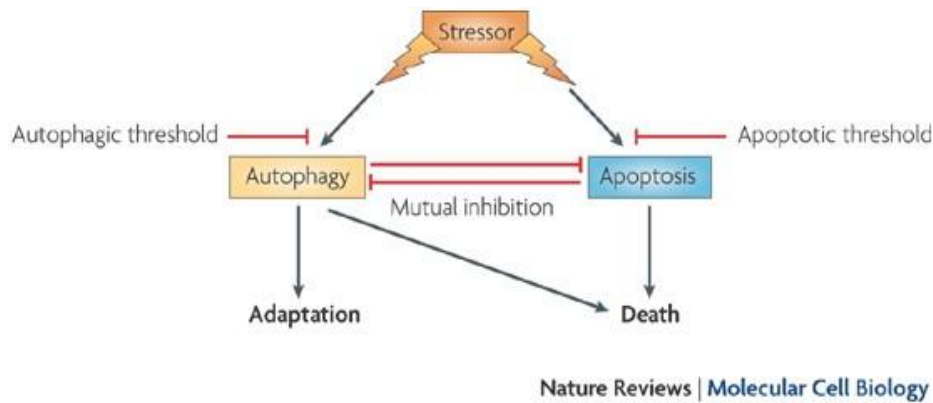 Stressor
Autophagic threshold
Apoptotic threshold
Autophagy
Apoptosis
Mutual inhibition
Adaptation
Death
Nature Reviews | Molecular Cell Biology